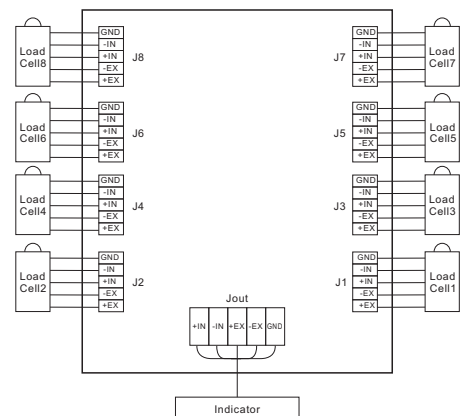 Load
Cell8
GND
-IN
+IN
-EX
+EX
J8
J7
GND
-IN
+IN
-EX
+EX
Load
Cell7
Load
Cell6
GND
-IN
+IN
-EX
+EX
J6
J5
GND
-IN
+IN
-EX
+EX
Load
Cell5
Load
Cell4
GND
-IN
+IN
-EX
+EX
J4
J3
GND
-IN
+IN
-EX
+EX
Load
Cell3
Load
Cell2
GND
-IN
+IN
-EX
+EX
J2
J1
GND
-IN
+IN
-EX
+EX
Load
Cell1
Jout
+IN -IN +EX -EX GND
Indicator